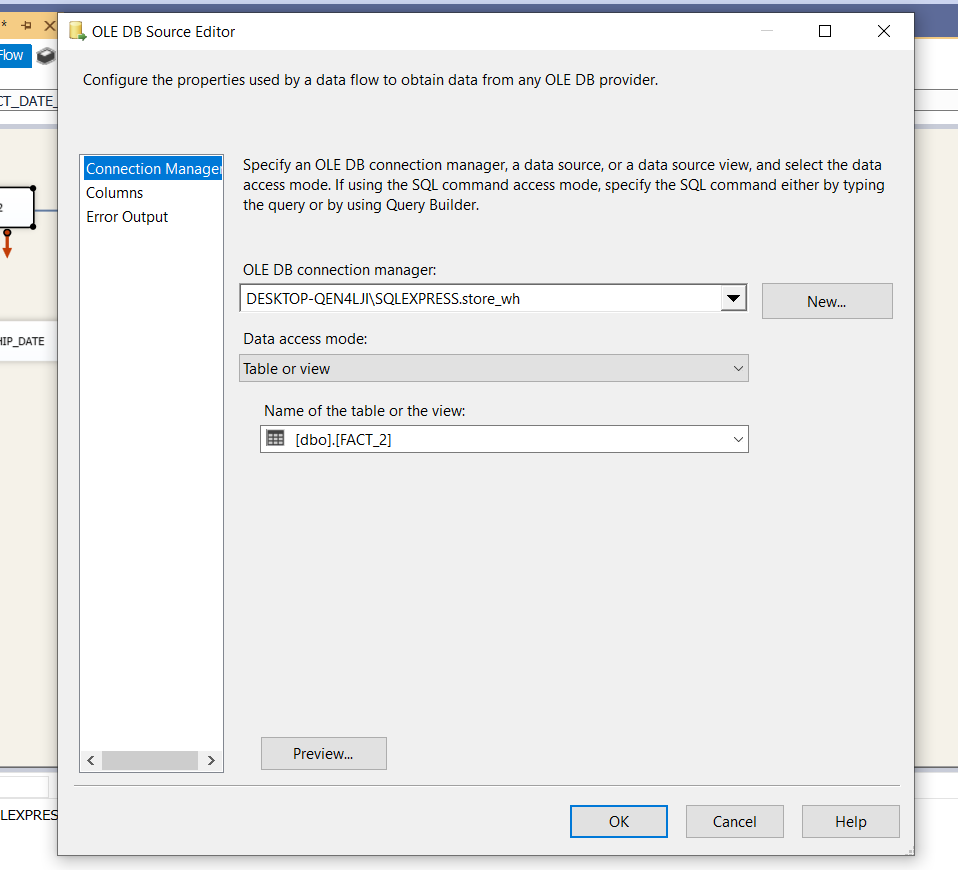 OLE DB Source Editor
Flow
Configure the properties used by a data flow to obtain data from any OLE DB provider.
CT_DATE_
Connection Manager
Columns
Error Output
Specify an OLE DB connection manager, a data source, or a data source view, and select the data
access mode. If using the SQL command access mode, specify the SQL command either by typing
the query or by using Query Builder.
2
OLE DB connection manager:
DESKTOP-QEN4LJI\SQLEXPRESS.store_wh
New...
Data access mode:
HIP_DATE
Table or view
Name of the table or the view:
[dbo].[FACT_2]
Preview...
LEXPRES
OK
Cancel
Help